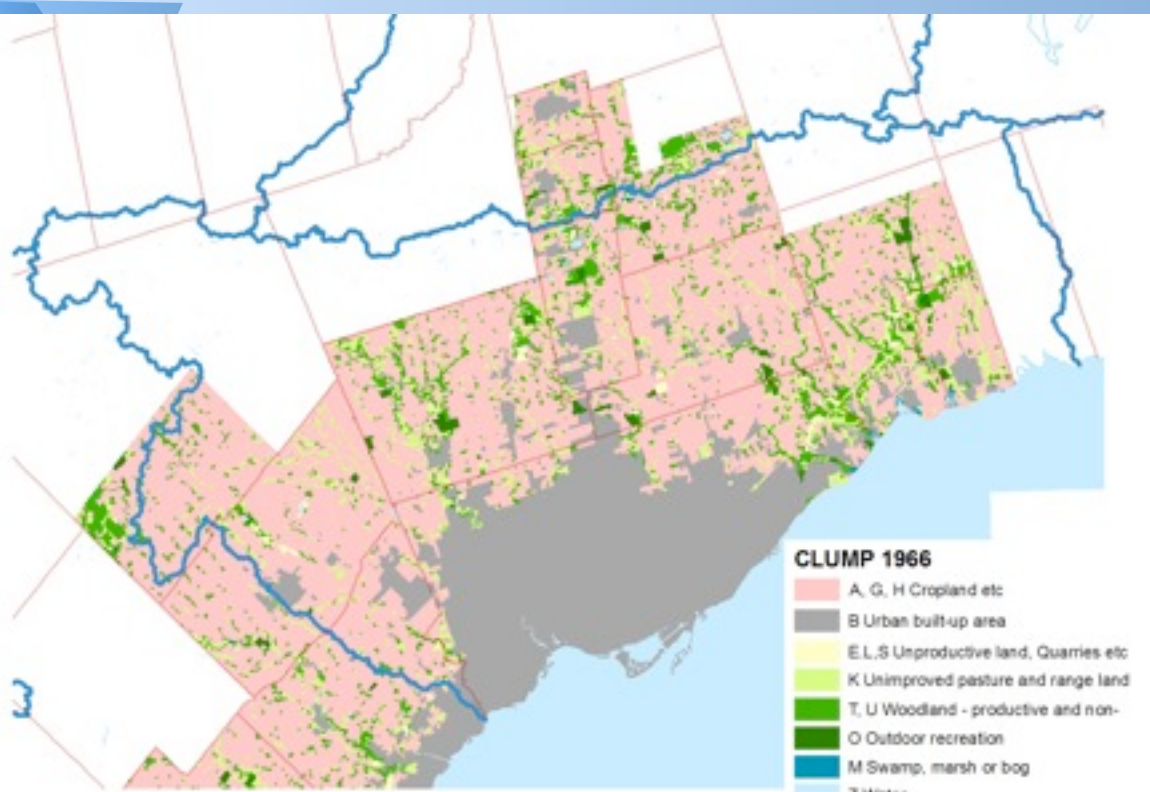 CLUMP 1966
A, G, H Cropland etc
B Urban built-up area
E,L,S Unproductive land, Quarries etc
K Unimproved pasture and range land
T, U Woodland - productive and non-
O Outdoor recreation
M Swamp, marsh or bog
Z Water